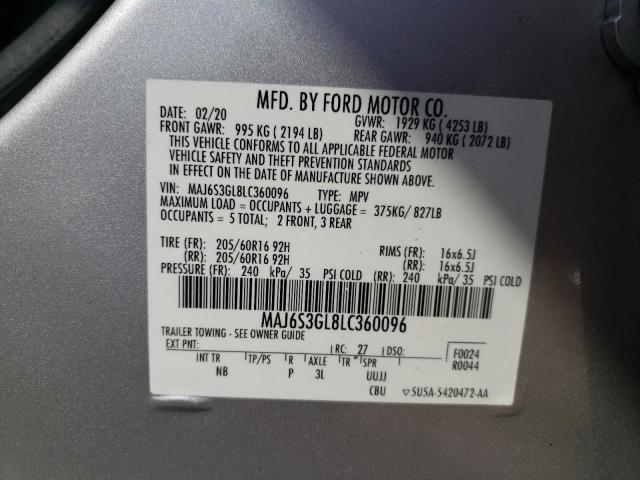 MFD. BY FORD MOTOR CO.
DATE: 02/20 GVWR: 1929 KG ( 4253 LB)
FRONT GAWR: 995 KG ( 2194 LB) REAR GAWR: 940 KG ( 2072 LB)
THIS VEHICLE CONFORMS TO ALL APPLICABLE FEDERAL MOTOR
VEHICLE SAFETY AND THEFT PREVENTION STANDARDS
IN EFFECT ON THE DATE OF MANUFACTURE SHOWN ABOVE.
VIN: MAJ6S3GL8LC360096 TYPE: MPV
MAXIMUM LOAD = OCCUPANTS + LUGGAGE = 375KG/ 827LB
OCCUPANTS = 5 TOTAL; 2 FRONT, 3 REAR
TIRE (FR): 205/60R16 92H RIMS (FR): 16x6.5J
(RR): 205/60R16 92H (RR): 16x6.5J
PRESSURE (FR): 240 kPa/ 35 PSI COLD (RR): 240 kPa/ 35 PSI COLD
MAJ6S3GL8LC360096
TRAILER TOWING - SEE OWNER GUIDE
EXT PNT: RC: 27 DSO: F0024
R0044
INT TR TP/PS R AXLE TR SPR
NB P 3L UUJJ
CBU ▽SU5A-5420472-AA